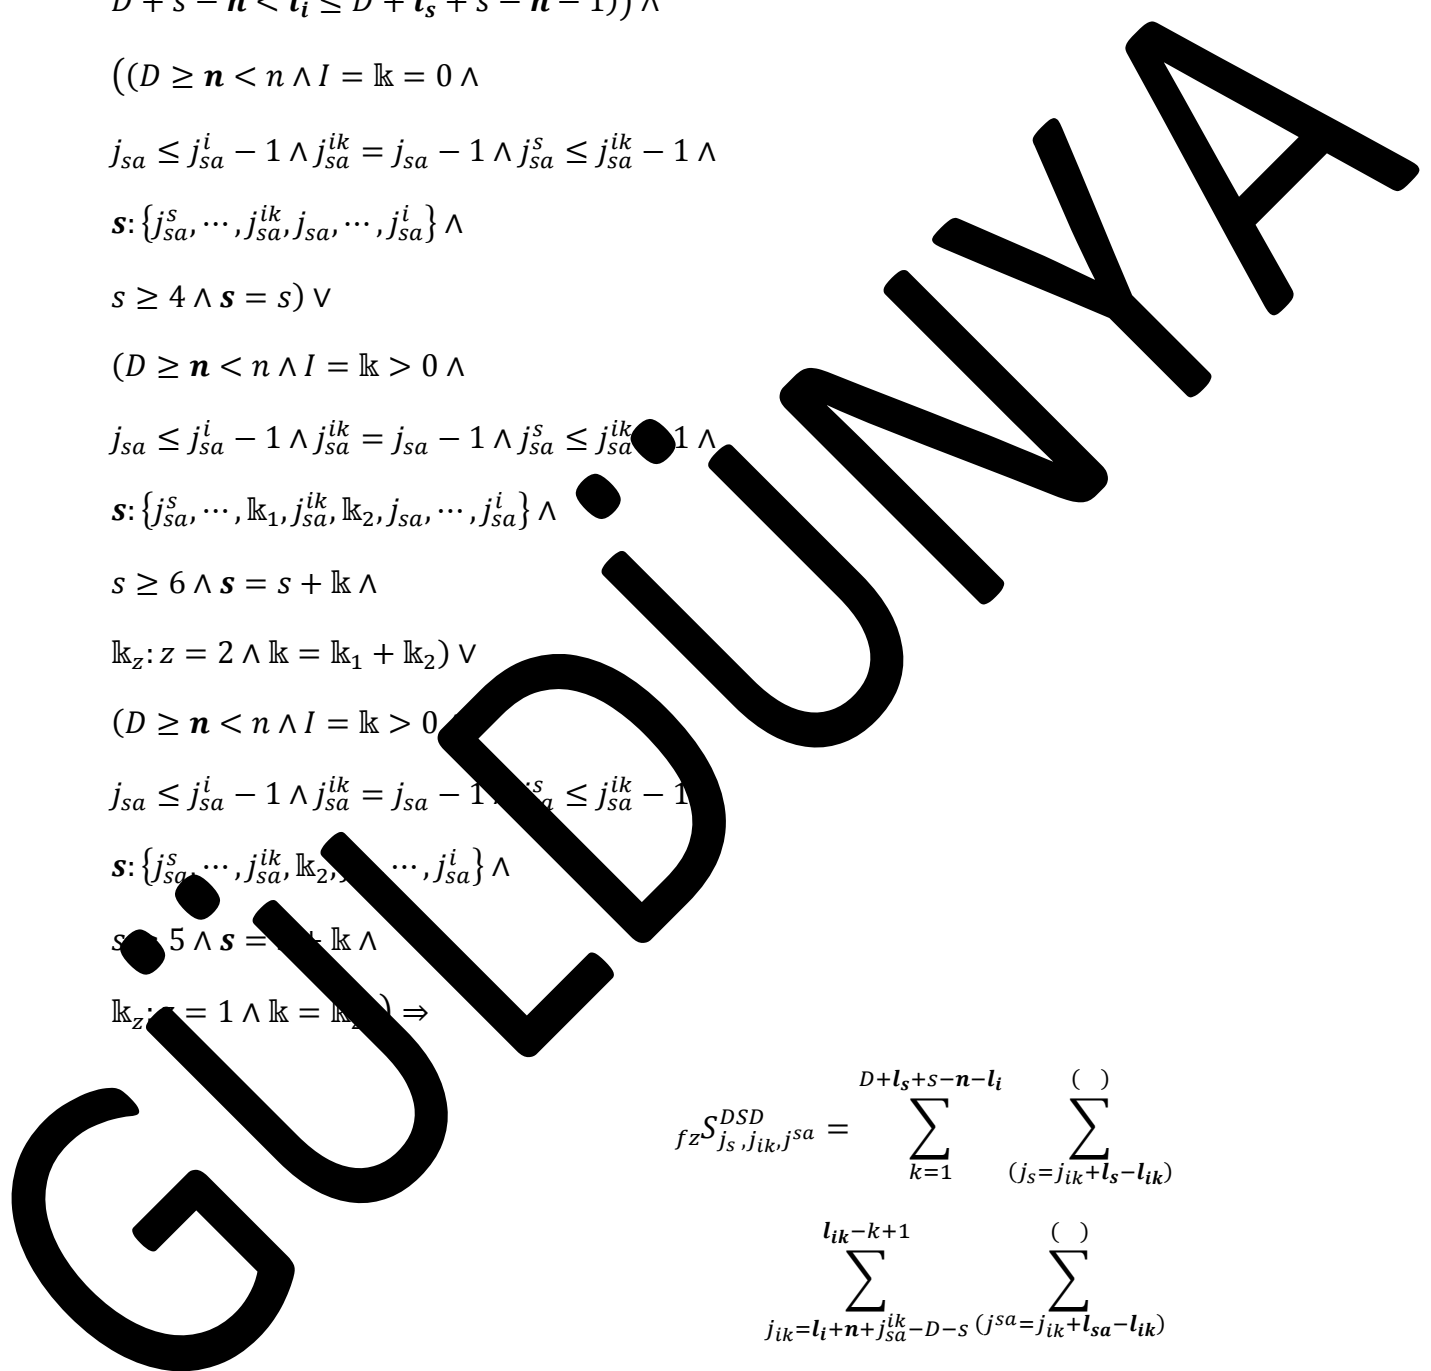 D + s − n < l_i ≤ D + l_s + s − n − 1)) ∧
((D ≥ n < n ∧ I = 𝕜 = 0 ∧
j_sa ≤ j_sa^i − 1 ∧ j_sa^ik = j_sa − 1 ∧ j_sa^s ≤ j_sa^ik − 1 ∧
s: {j_sa^s, ⋯ , j_sa^ik, j_sa, ⋯ , j_sa^i} ∧
s ≥ 4 ∧ s = s) ∨
(D ≥ n < n ∧ I = 𝕜 > 0 ∧
j_sa ≤ j_sa^i − 1 ∧ j_sa^ik = j_sa − 1 ∧ j_sa^s ≤ j_sa^ik 1 ∧
s: {j_sa^s, ⋯ , 𝕜_1, j_sa^ik, 𝕜_2, j_sa, ⋯ , j_sa^i} ∧
s ≥ 6 ∧ s = s + 𝕜 ∧
𝕜_z: z = 2 ∧ 𝕜 = 𝕜_1 + 𝕜_2) ∨
(D ≥ n < n ∧ I = 𝕜 > 0
j_sa ≤ j_sa^i − 1 ∧ j_sa^ik = j_sa − 1 ≤ j_sa^ik − 1
s: {j_sa^s, ⋯ , j_sa^ik, 𝕜_2, ⋯ , j_sa^i} ∧
5 ∧ s = + 𝕜 ∧
𝕜_z: = 1 ∧ 𝕜 = ) ⇒
_fz S_{j_s, j_ik, j^sa}^{DSD} = ∑_{k=1}^{D+l_s+s−n−l_i} ∑_{(j_s=j_ik+l_s−l_ik)}^{( )}
∑_{j_ik=l_i+n+j_sa^ik−D−s}^{l_ik−k+1} ∑_{(j^sa=j_ik+l_sa−l_ik)}^{( )}
GÜLDÜNYA